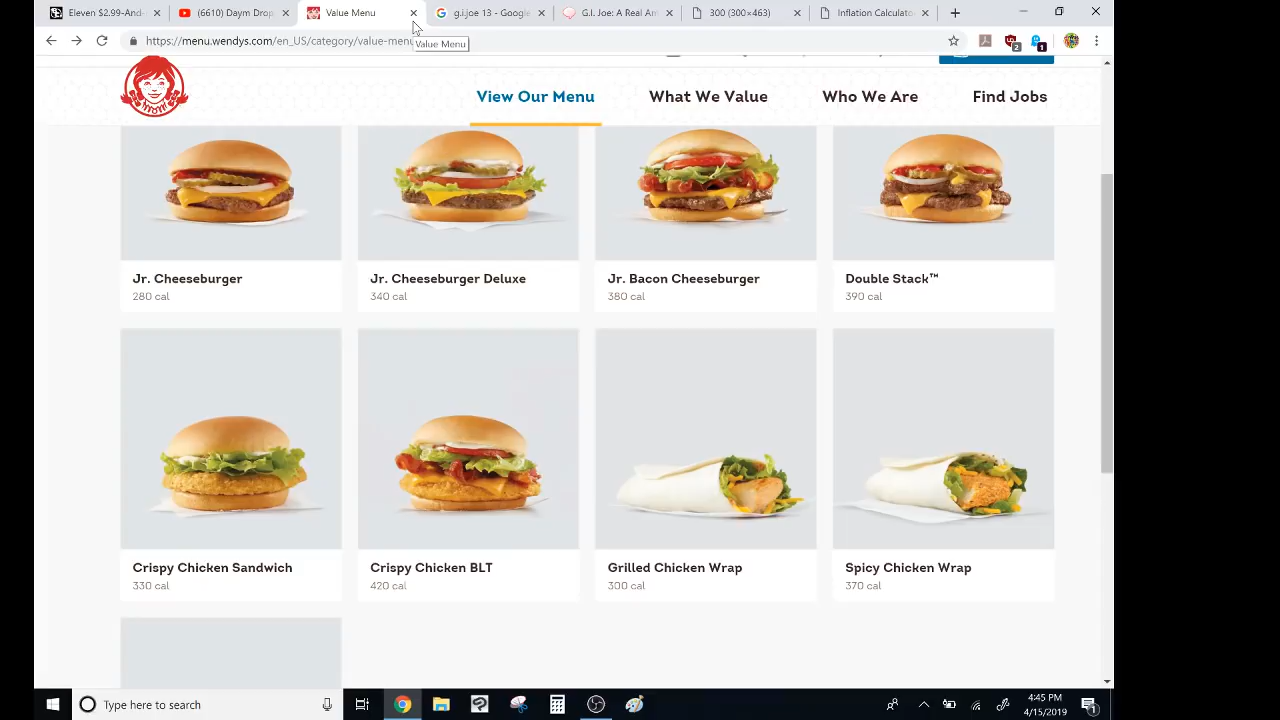 Eleven $2.99-And-
(6610) Daym Drop
Value Menu
g.i.joe 13 - Google
G.I. Joe: A Real Am
300 (300×463)
Inflation Calculato
https://menu.wendys.com/en_US/category/value-menu
Value Menu
2
1
View Our Menu
What We Value
Who We Are
Find Jobs
Jr. Cheeseburger
280 cal
Jr. Cheeseburger Deluxe
340 cal
Jr. Bacon Cheeseburger
380 cal
Double Stack™
390 cal
Crispy Chicken Sandwich
330 cal
Crispy Chicken BLT
420 cal
Grilled Chicken Wrap
300 cal
Spicy Chicken Wrap
370 cal
Type here to search
4:45 PM
4/15/2019
1